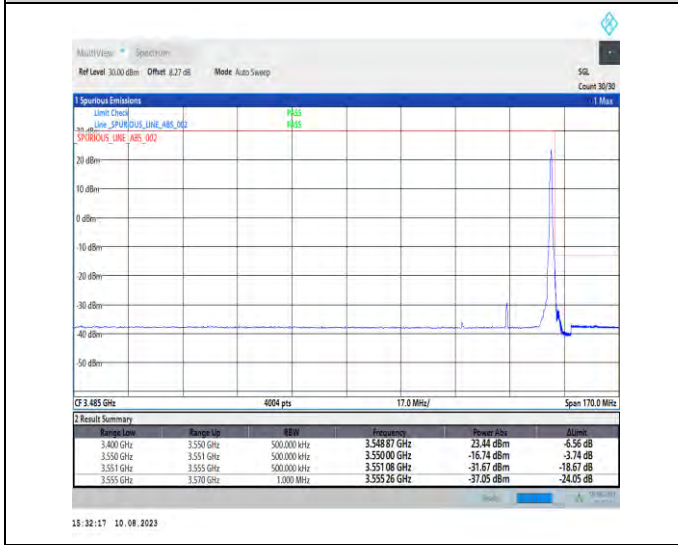 MultiView Spectrum
Ref Level 30.00 dBm Offset 8.27 dB Mode Auto Sweep SGL
Count 30/30
1 Spurious Emissions 1 Max
Limit Check PASS
Line _SPURIOUS_LINE_ABS_002 PASS
_SPURIOUS_LINE_ABS_002
20 dBm
10 dBm
0 dBm
-10 dBm
-20 dBm
-30 dBm
-40 dBm
-50 dBm
CF 3.485 GHz 4004 pts 17.0 MHz/ Span 170.0 MHz
2 Result Summary
Range Low Range Up RBW Frequency Power Abs ΔLimit
3.400 GHz 3.550 GHz 500.000 kHz 3.548 87 GHz 23.44 dBm -6.56 dB
3.550 GHz 3.551 GHz 500.000 kHz 3.550 00 GHz -16.74 dBm -3.74 dB
3.551 GHz 3.555 GHz 500.000 kHz 3.551 08 GHz -31.67 dBm -18.67 dB
3.555 GHz 3.570 GHz 1.000 MHz 3.555 26 GHz -37.05 dBm -24.05 dB
15:32:17 10.08.2023